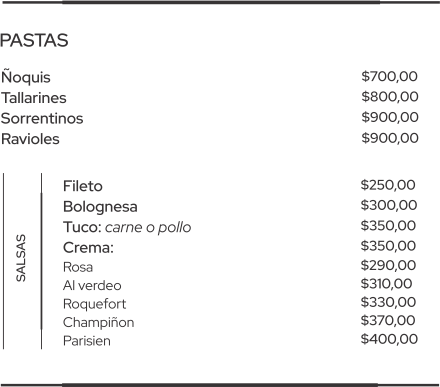 PASTAS
Ñoquis $700,00
Tallarines $800,00
Sorrentinos $900,00
Ravioles $900,00
SALSAS
Fileto $250,00
Bolognesa $300,00
Tuco: carne o pollo $350,00
Crema: $350,00
Rosa $290,00
Al verdeo $310,00
Roquefort $330,00
Champiñon $370,00
Parisien $400,00